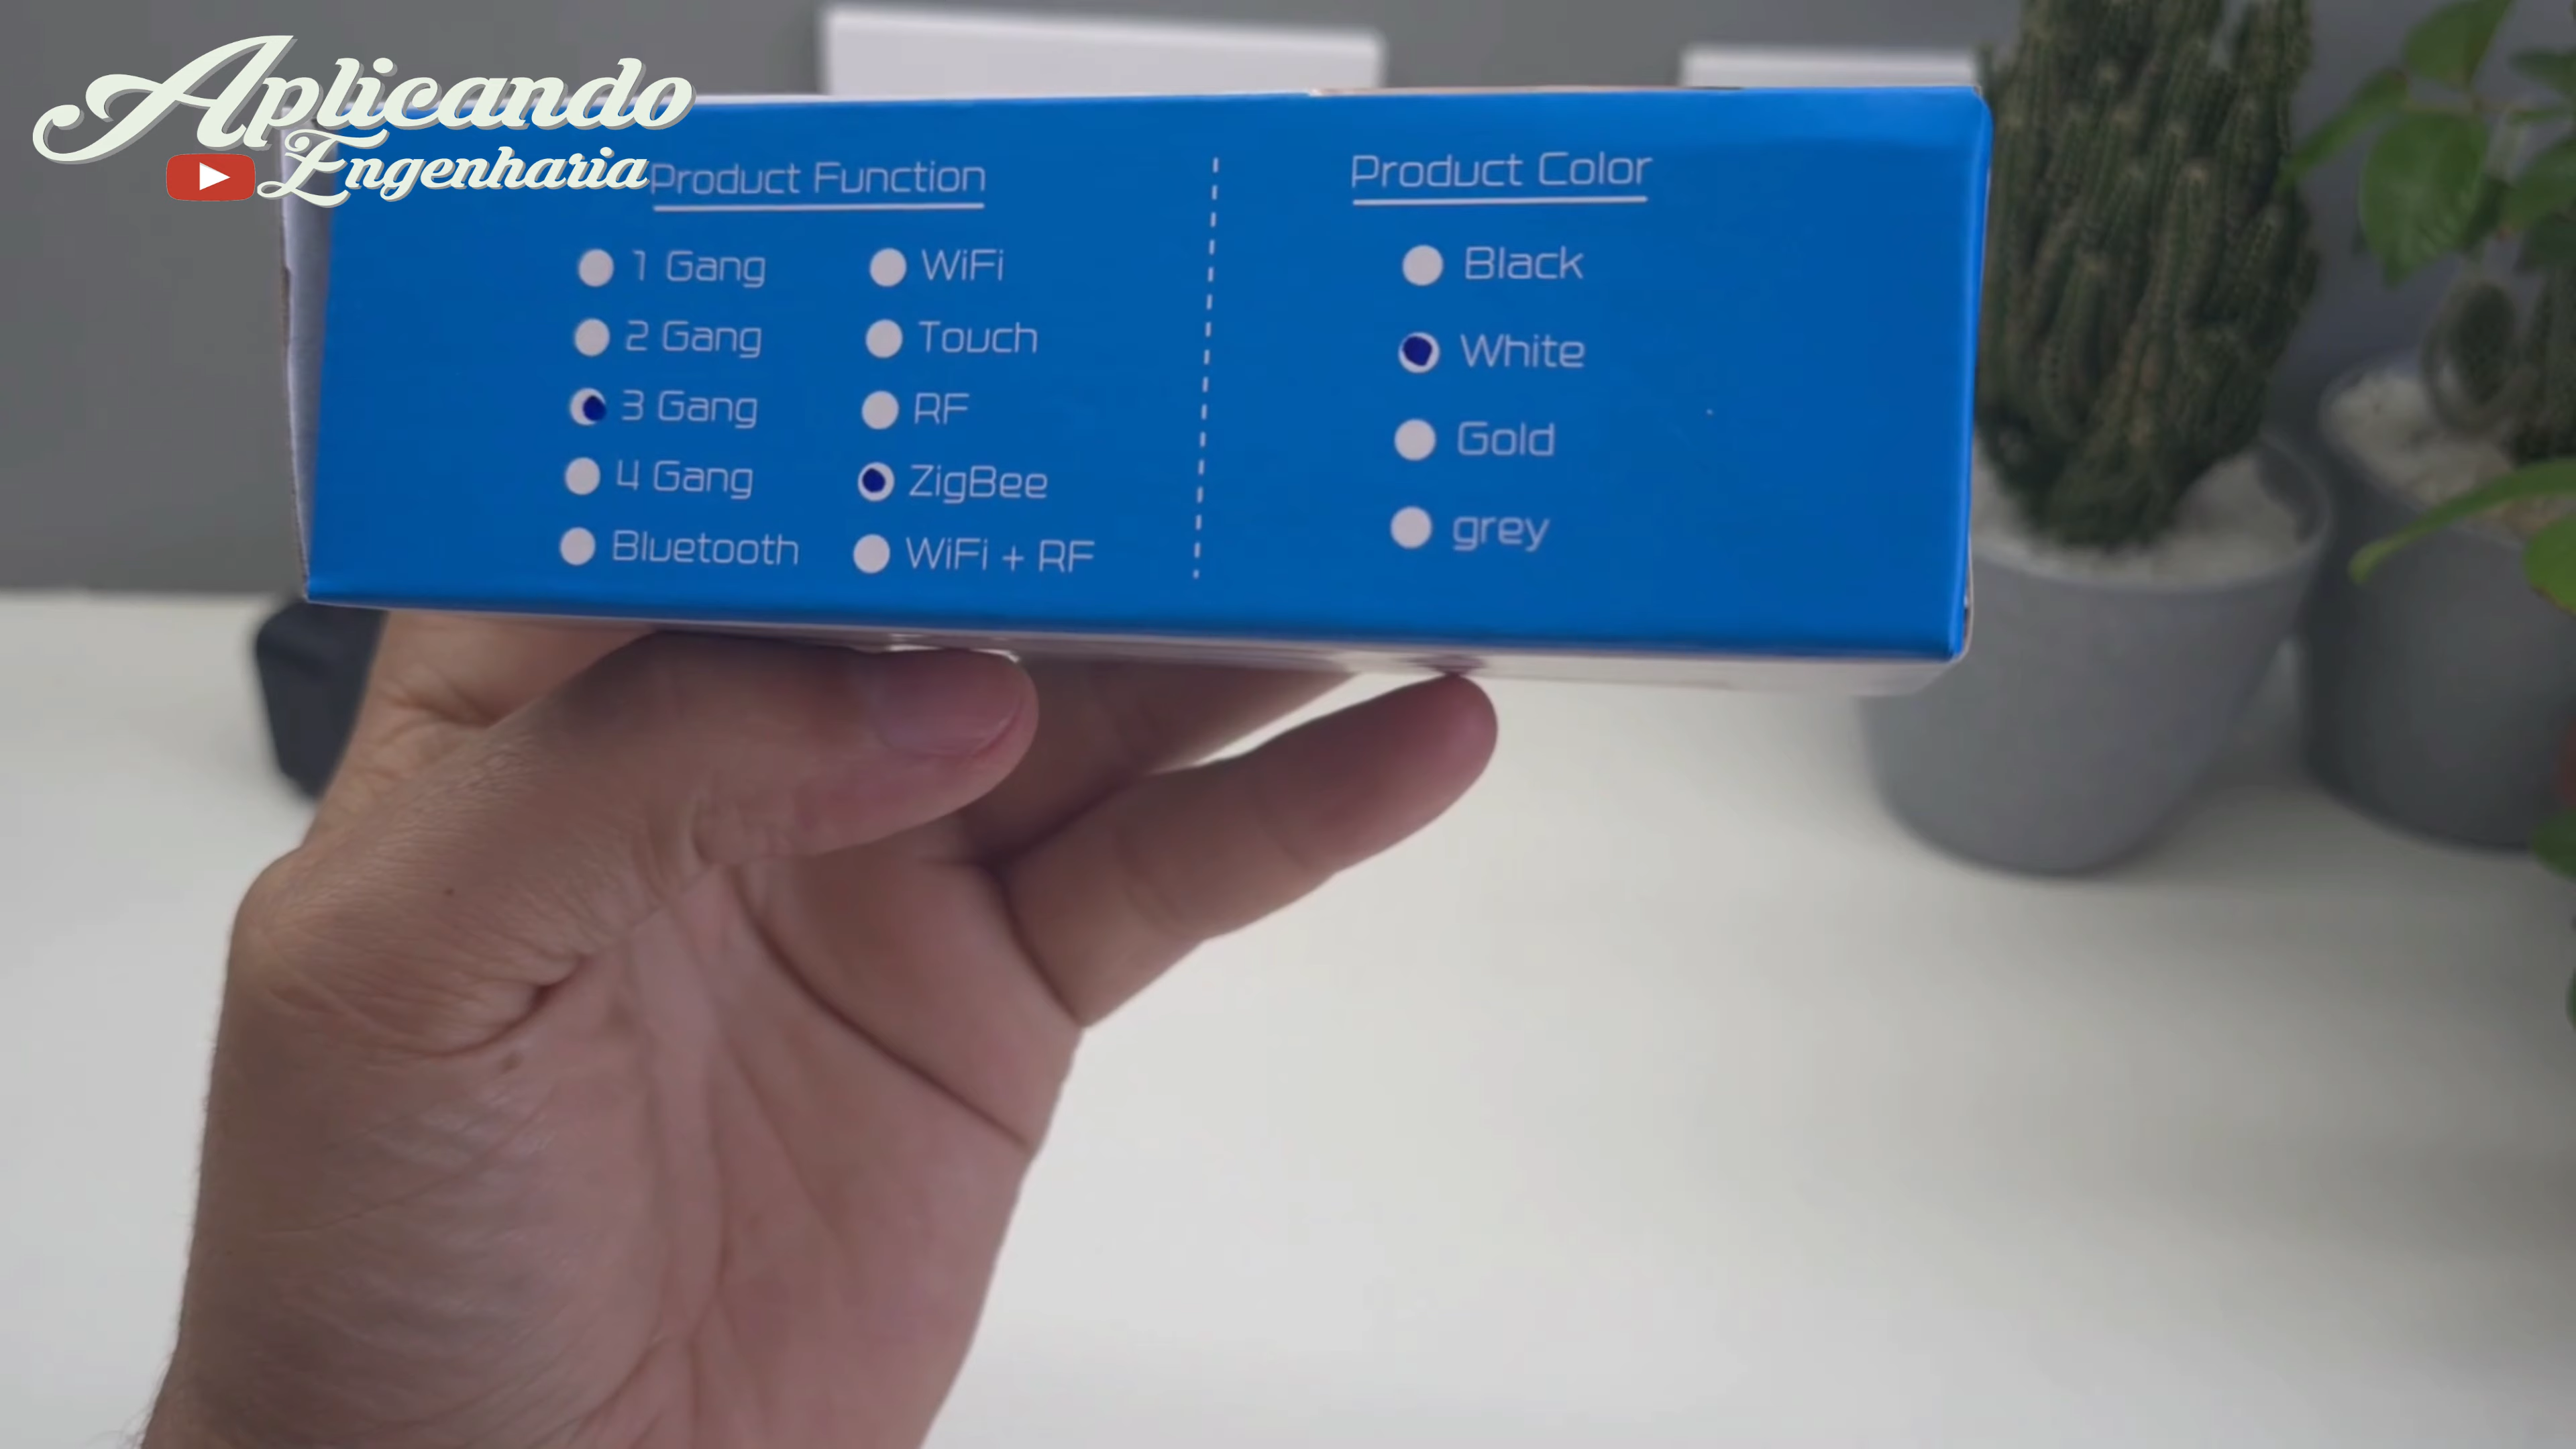 Aplicando
Engenharia
Product Function
1 Gang
2 Gang
3 Gang
4 Gang
Bluetooth
WiFi
Touch
RF
ZigBee
WiFi + RF
Product Color
Black
White
Gold
grey